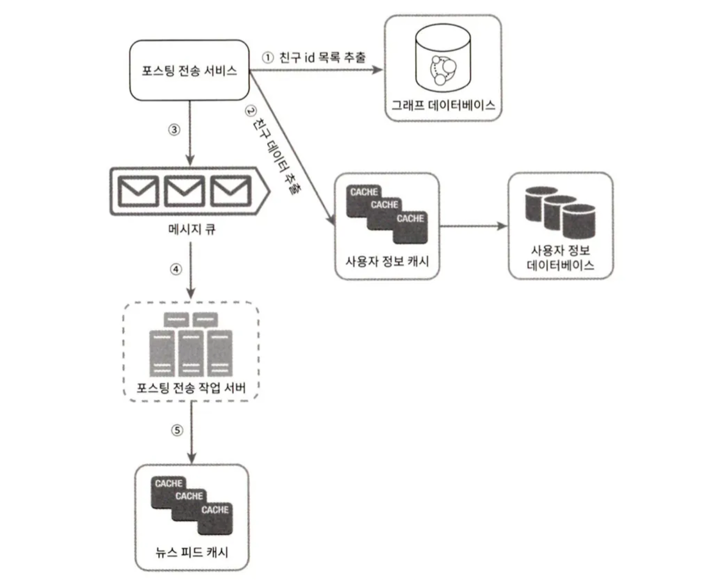 ① 친구 id 목록 추출
포스팅 전송 서비스
그래프 데이터베이스
② 친구 데이터 추출
③
메시지 큐
CACHE
CACHE
CACHE
사용자 정보 캐시
사용자 정보
데이터베이스
④
포스팅 전송 작업 서버
⑤
CACHE
CACHE
CACHE
뉴스 피드 캐시